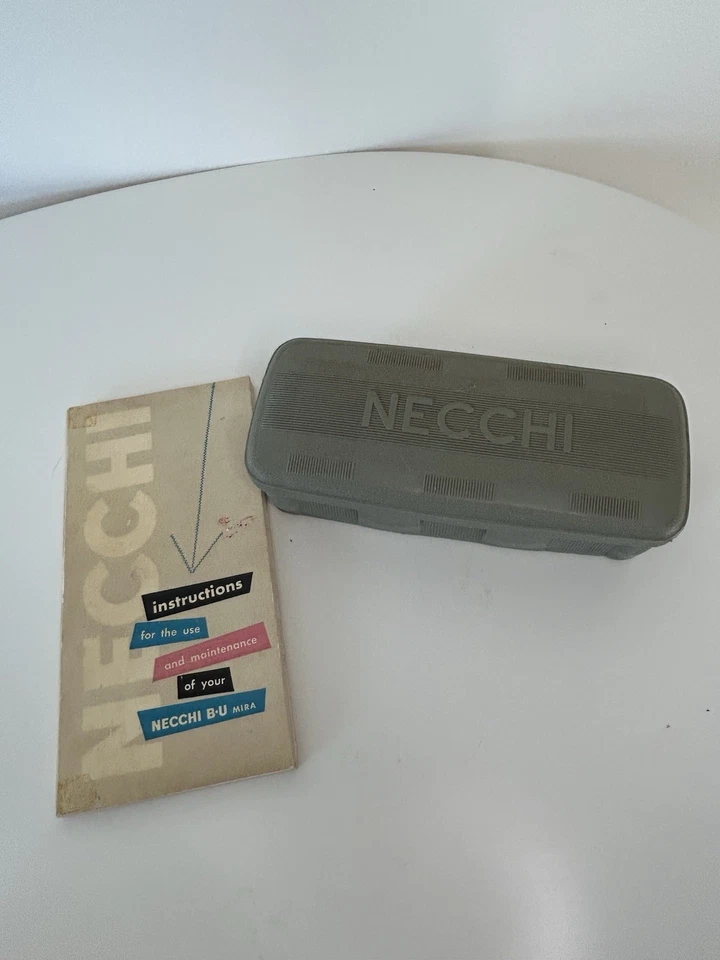 NECCHI
instructions
for the use
and maintenance
of your
NECCHI B·U MIRA
NECCHI